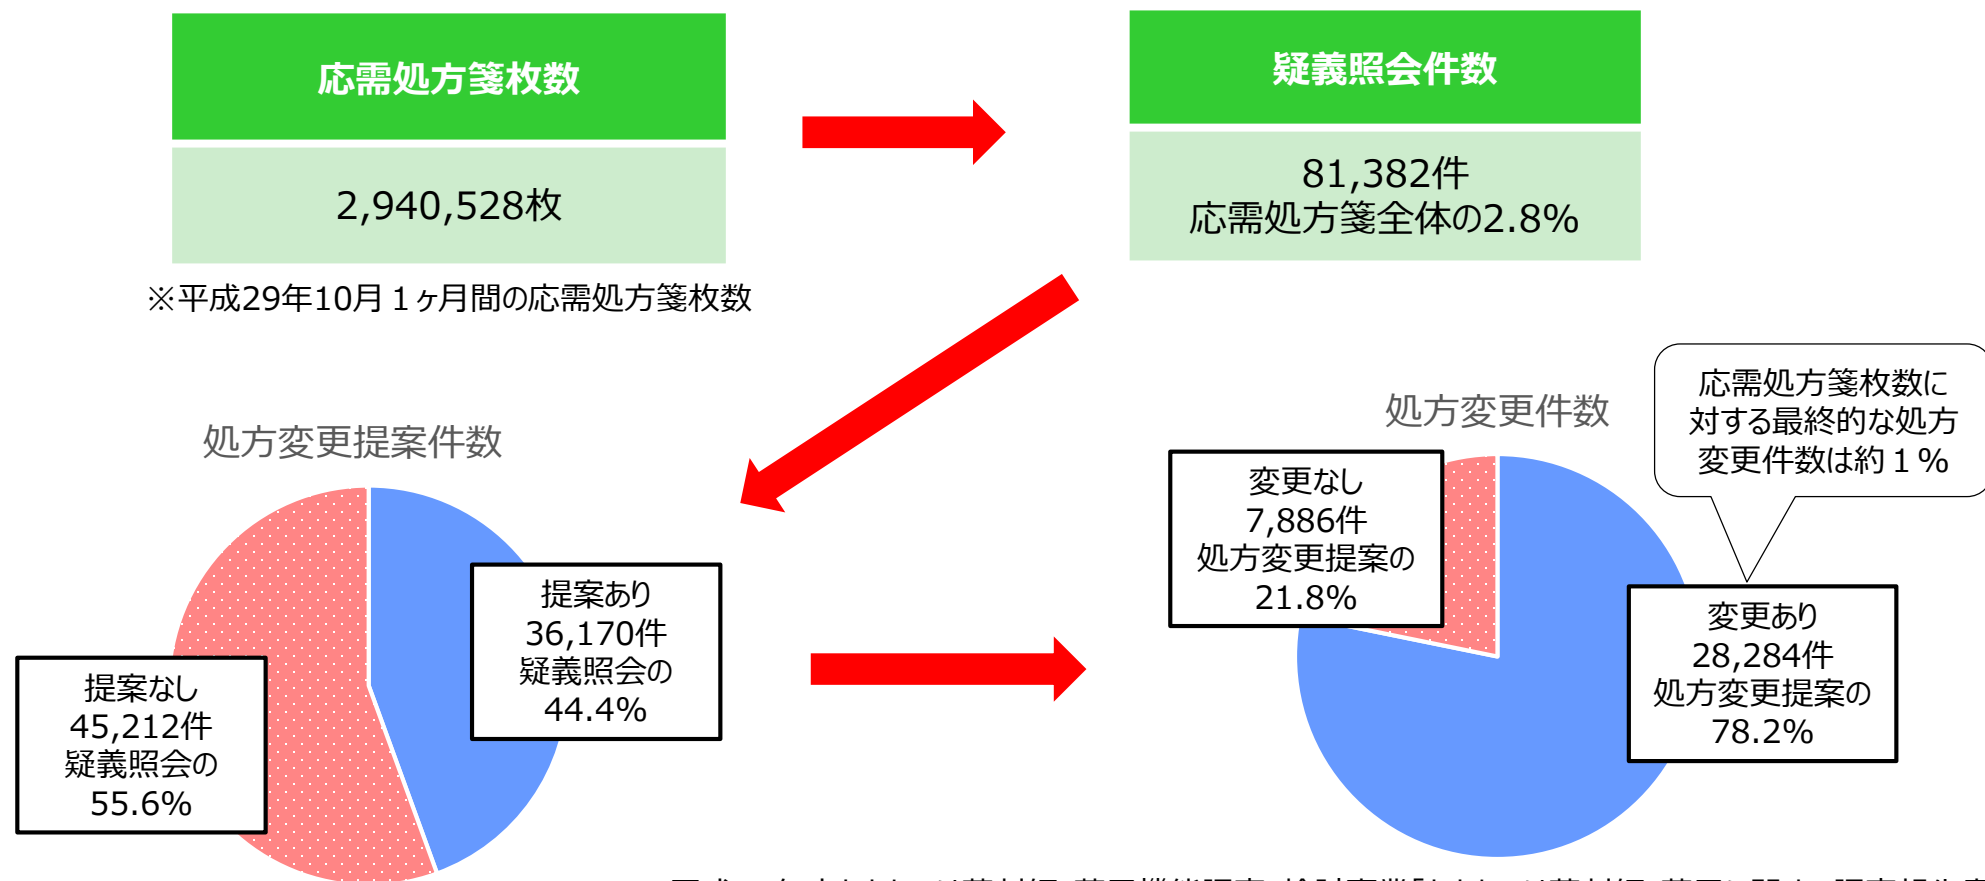 応需処方箋枚数
2,940,528枚
※平成29年10月１ヶ月間の応需処方箋枚数
疑義照会件数
81,382件
応需処方箋全体の2.8%
処方変更提案件数
提案あり
36,170件
疑義照会の
44.4%
提案なし
45,212件
疑義照会の
55.6%
処方変更件数
変更なし
7,886件
処方変更提案の
21.8%
応需処方箋枚数に
対する最終的な処方
変更件数は約１%
変更あり
28,284件
処方変更提案の
78.2%